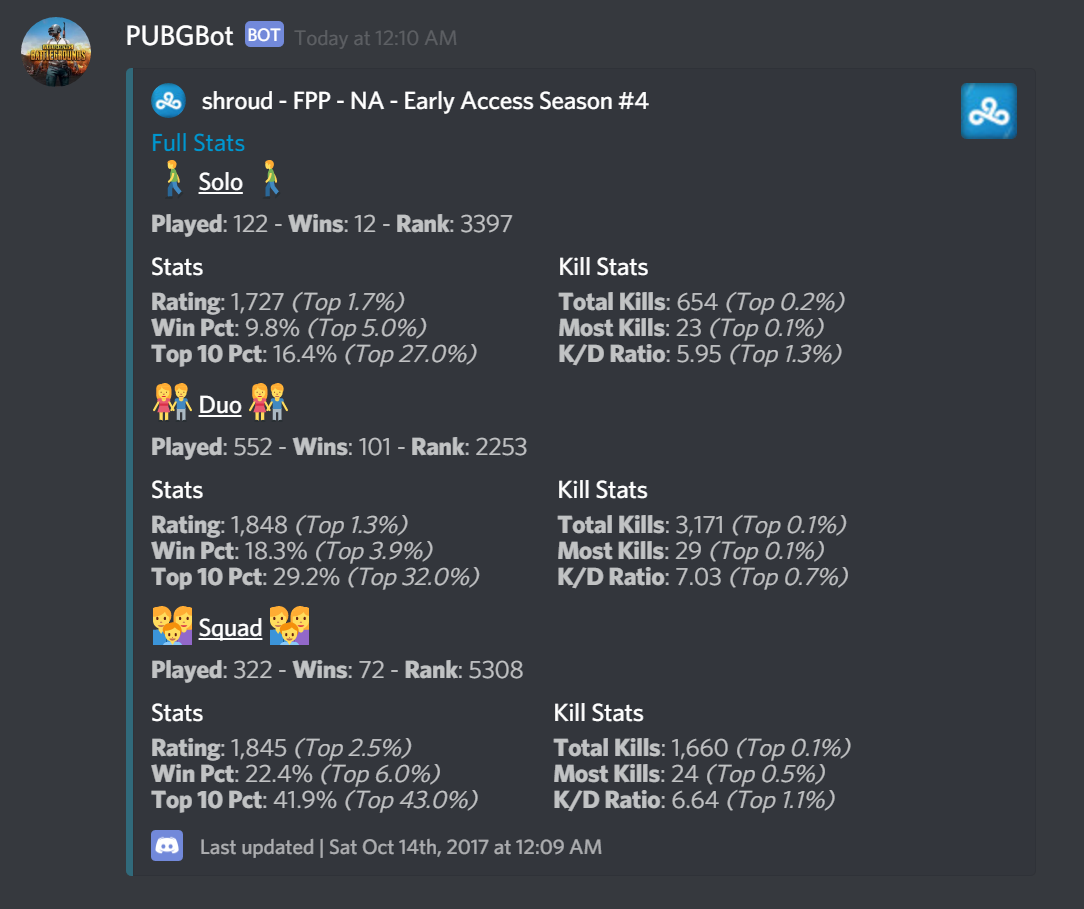 PUBGBot BOT Today at 12:10 AM
shroud - FPP - NA - Early Access Season #4
Full Stats
Solo
Played: 122 - Wins: 12 - Rank: 3397
Stats
Rating: 1,727 (Top 1.7%)
Win Pct: 9.8% (Top 5.0%)
Top 10 Pct: 16.4% (Top 27.0%)
Kill Stats
Total Kills: 654 (Top 0.2%)
Most Kills: 23 (Top 0.1%)
K/D Ratio: 5.95 (Top 1.3%)
Duo
Played: 552 - Wins: 101 - Rank: 2253
Stats
Rating: 1,848 (Top 1.3%)
Win Pct: 18.3% (Top 3.9%)
Top 10 Pct: 29.2% (Top 32.0%)
Kill Stats
Total Kills: 3,171 (Top 0.1%)
Most Kills: 29 (Top 0.1%)
K/D Ratio: 7.03 (Top 0.7%)
Squad
Played: 322 - Wins: 72 - Rank: 5308
Stats
Rating: 1,845 (Top 2.5%)
Win Pct: 22.4% (Top 6.0%)
Top 10 Pct: 41.9% (Top 43.0%)
Kill Stats
Total Kills: 1,660 (Top 0.1%)
Most Kills: 24 (Top 0.5%)
K/D Ratio: 6.64 (Top 1.1%)
Last updated | Sat Oct 14th, 2017 at 12:09 AM